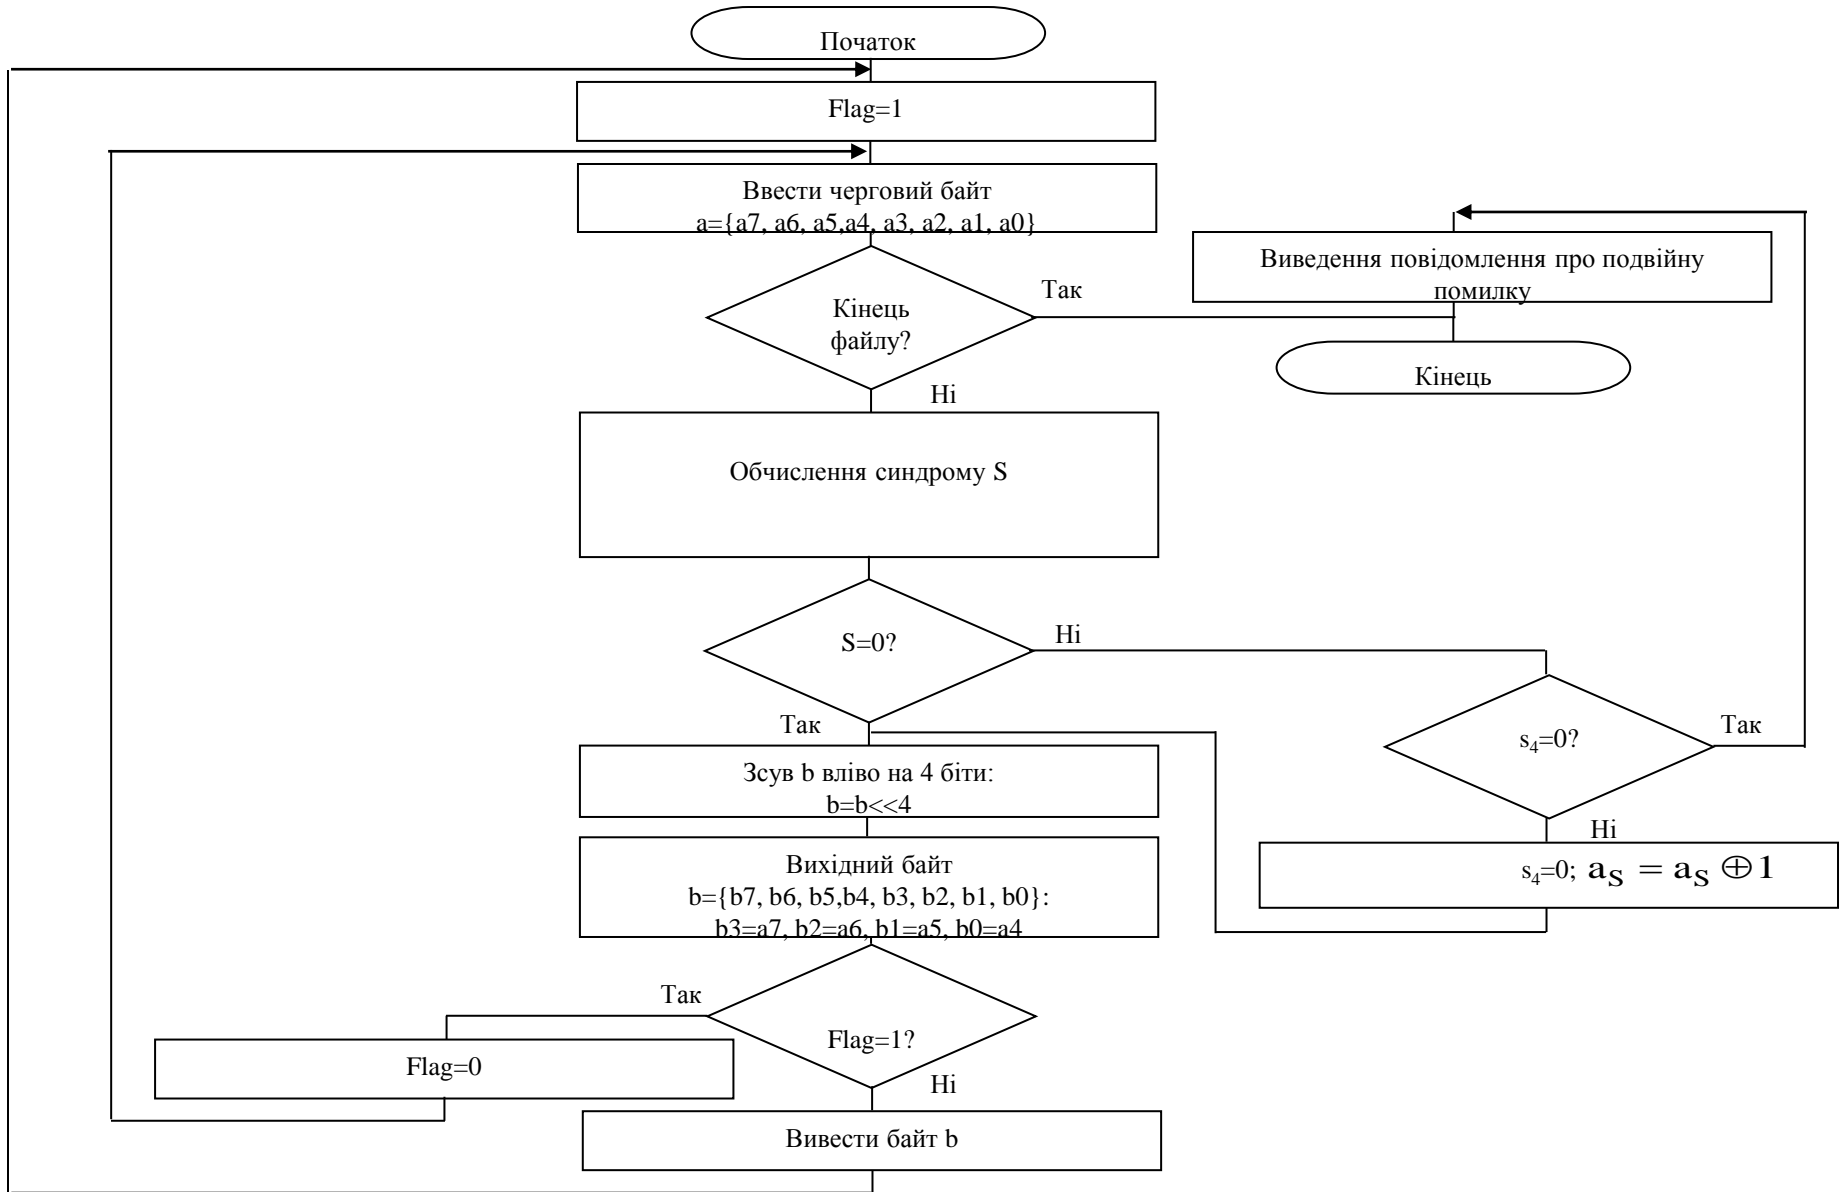 Початок
Flag=1
Ввести черговий байт
a={a7, a6, a5,a4, a3, a2, a1, a0}
Виведення повідомлення про подвійну
помилку
Так
Кінець
файлу?
Кінець
Ні
Обчислення синдрому S
S=0?
Ні
Так
s₄=0?
Так
Зсув b вліво на 4 біти:
b=b<<4
Ні
Вихідний байт
b={b7, b6, b5,b4, b3, b2, b1, b0}:
b3=a7, b2=a6, b1=a5, b0=a4
s₄=0; aₛ = aₛ ⊕1
Так
Flag=1?
Flag=0
Ні
Вивести байт b